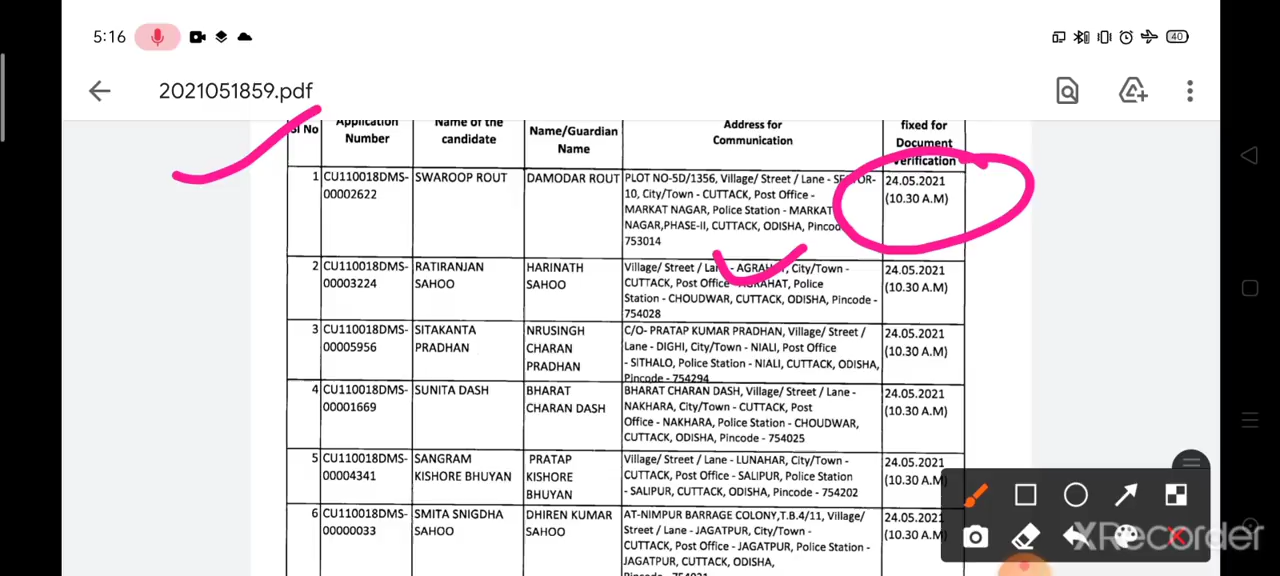 5:16
40
2021051859.pdf
Sl No
Application Number
Name of the candidate
Name/Guardian Name
Address for Communication
fixed for Document Verification
1 CU110018DMS-00002622 SWAROOP ROUT DAMODAR ROUT
PLOT NO-5D/1356, Village/ Street / Lane - SECTOR-
10, City/Town - CUTTACK, Post Office -
MARKAT NAGAR, Police Station - MARKAT
NAGAR,PHASE-II, CUTTACK, ODISHA, Pincode
753014
24.05.2021
(10.30 A.M)
2 CU110018DMS-00003224 RATIRANJAN SAHOO HARINATH SAHOO
Village/ Street / Lane - AGRAHAT, City/Town -
CUTTACK, Post Office - AGRAHAT, Police
Station - CHOUDWAR, CUTTACK, ODISHA, Pincode -
754028
24.05.2021
(10.30 A.M)
3 CU110018DMS-00005956 SITAKANTA PRADHAN NRUSINGH CHARAN PRADHAN
C/O- PRATAP KUMAR PRADHAN, Village/ Street /
Lane - DIGHI, City/Town - NIALI, Post Office
- SITHALO, Police Station - NIALI, CUTTACK, ODISHA,
Pincode - 754294
24.05.2021
(10.30 A.M)
4 CU110018DMS-00001669 SUNITA DASH BHARAT CHARAN DASH
BHARAT CHARAN DASH, Village/ Street / Lane -
NAKHARA, City/Town - CUTTACK, Post
Office - NAKHARA, Police Station - CHOUDWAR,
CUTTACK, ODISHA, Pincode - 754025
24.05.2021
(10.30 A.M)
5 CU110018DMS-00004341 SANGRAM KISHORE BHUYAN PRATAP KISHORE BHUYAN
Village/ Street / Lane - LUNAHAR, City/Town -
CUTTACK, Post Office - SALIPUR, Police Station
- SALIPUR, CUTTACK, ODISHA, Pincode - 754202
24.05.2021
(10.30 A.M)
6 CU110018DMS-00000033 SMITA SNIGDHA SAHOO DHIREN KUMAR SAHOO
AT-NIMPUR BARRAGE COLONY,T.B.4/11, Village/
Street / Lane - JAGATPUR, City/Town -
CUTTACK, Post Office - JAGATPUR, Police Station -
JAGATPUR, CUTTACK, ODISHA,
24.05.2021
(10.30 A.M)
XRecorder